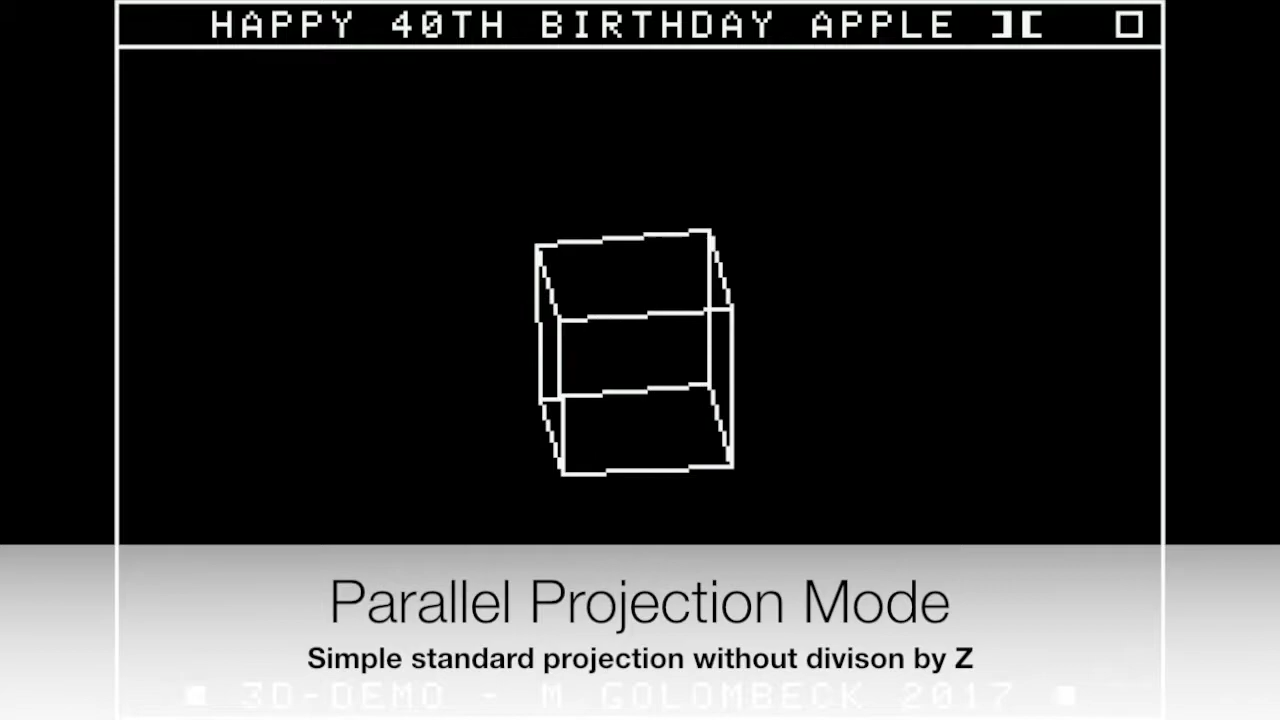 HAPPY 40TH BIRTHDAY APPLE ][
Parallel Projection Mode
Simple standard projection without divison by Z
3D-DEMO - M.GOLOMBECK 2017